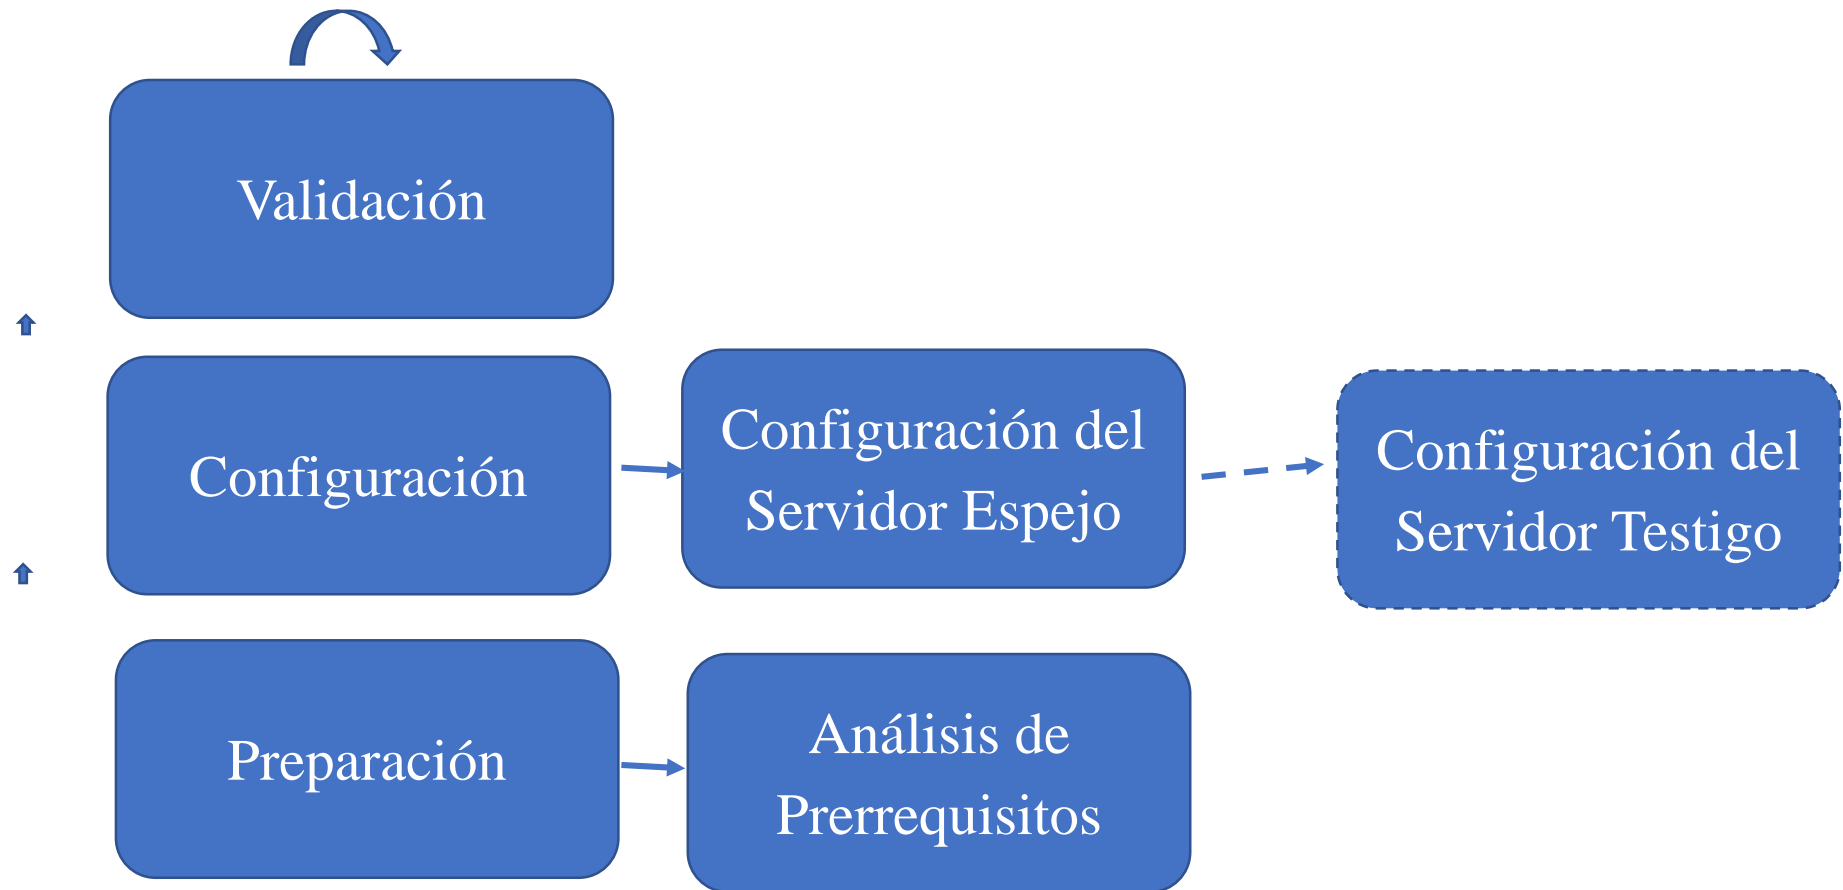 Validación
Configuración
Configuración del
Servidor Espejo
Configuración del
Servidor Testigo
Preparación
Análisis de
Prerrequisitos